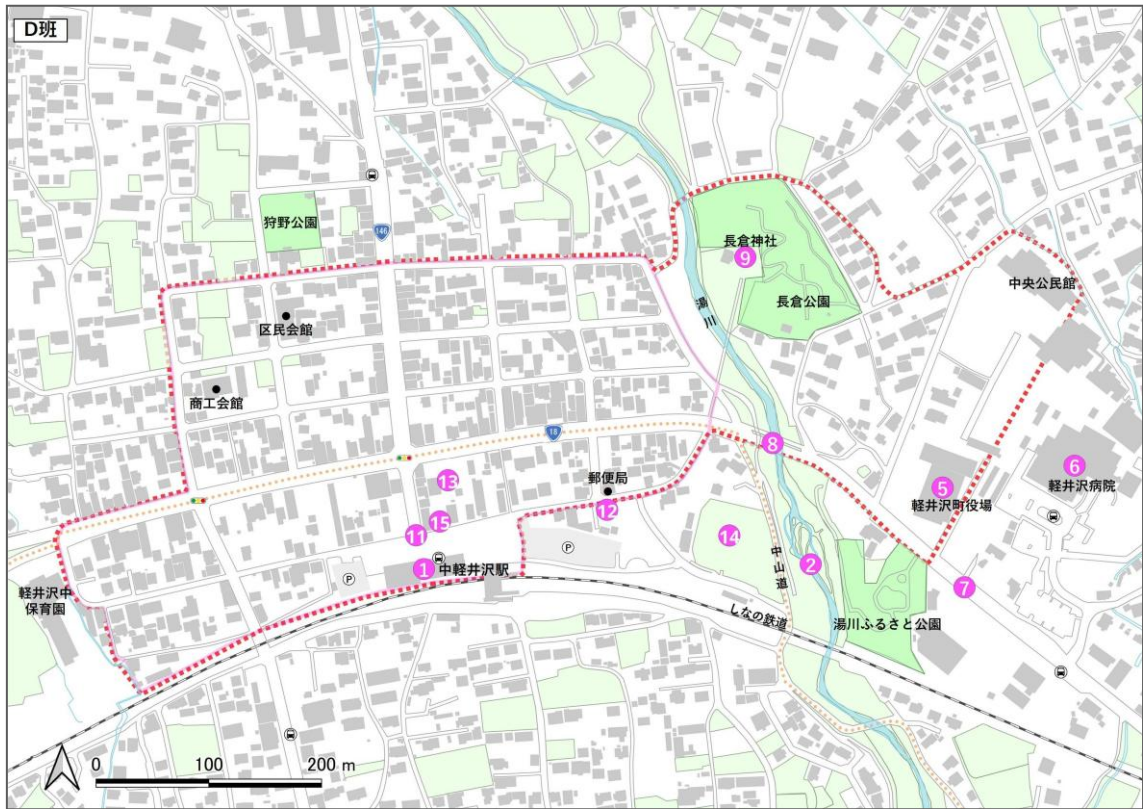 D班
狩野公園
146
長倉神社
9
長倉公園
中央公民館
湯川
区民会館
商工会館
18
8
13
郵便局
12
6
5
軽井沢病院
軽井沢町役場
15
11
14
P
中山道
2
1
中軽井沢駅
P
7
軽井沢中
保育園
しなの鉄道
湯川ふるさと公園
0 100 200 m